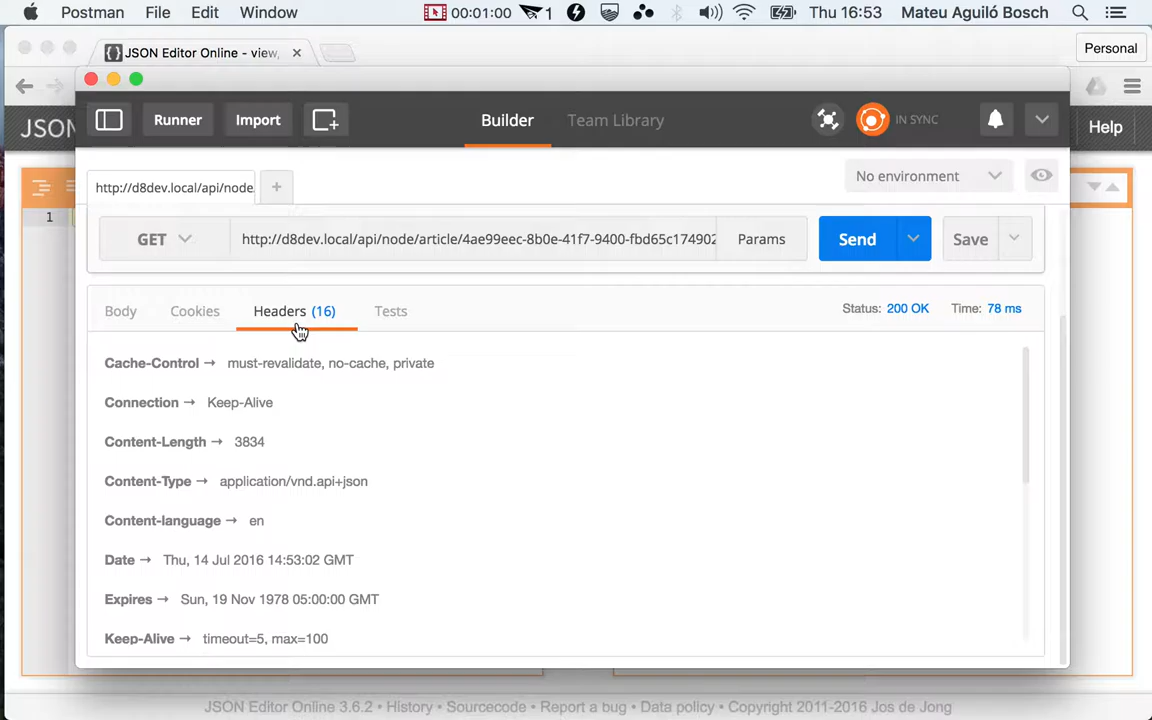 Postman File Edit Window 00:01:00 1 Thu 16:53 Mateu Aguiló Bosch
JSON Editor Online - view, Personal
Runner Import Builder Team Library IN SYNC
JSON Help
http://d8dev.local/api/node. + No environment
1
GET http://d8dev.local/api/node/article/4ae99eec-8b0e-41f7-9400-fbd65c174902 Params Send Save
Body Cookies Headers (16) Tests Status: 200 OK Time: 78 ms
Cache-Control → must-revalidate, no-cache, private
Connection → Keep-Alive
Content-Length → 3834
Content-Type → application/vnd.api+json
Content-language → en
Date → Thu, 14 Jul 2016 14:53:02 GMT
Expires → Sun, 19 Nov 1978 05:00:00 GMT
Keep-Alive → timeout=5, max=100
JSON Editor Online 3.6.2 • History • Sourcecode • Report a bug • Data policy • Copyright 2011-2016 Jos de Jong